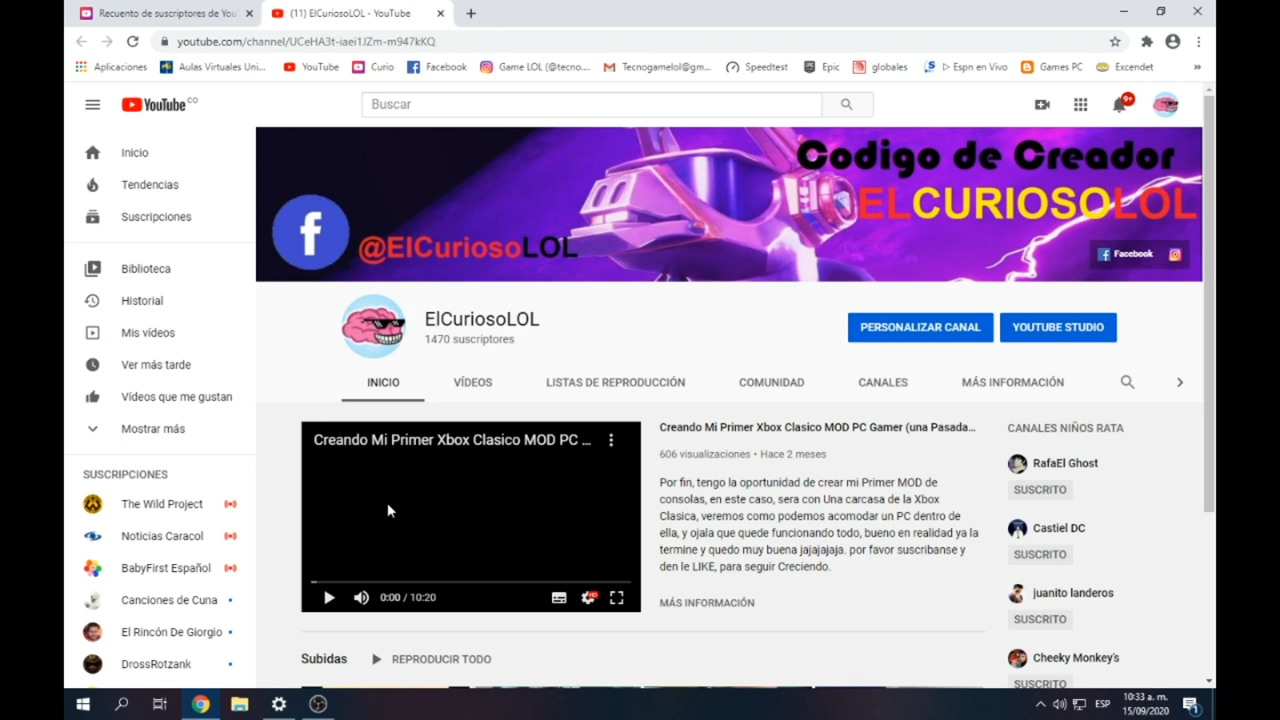 Recuento de suscriptores de You
(11) ElCuriosoLOL - YouTube
youtube.com/channel/UCeHA3t-iaei1JZm-m947kKQ
Aplicaciones
Aulas Virtuales Uni...
YouTube
Curio
Facebook
Game LOL (@tecno....
Tecnogamelol@gm...
Speedtest
Epic
globales
ᐅ Espn en Vivo
Games PC
Excendet
»
YouTube CO
Buscar
9+
Inicio
Tendencias
Suscripciones
Biblioteca
Historial
Mis vídeos
Ver más tarde
Vídeos que me gustan
Mostrar más
SUSCRIPCIONES
The Wild Project
Noticias Caracol
BabyFirst Español
Canciones de Cuna
El Rincón De Giorgio
DrossRotzank
Codigo de Creador
ELCURIOSOLOL
f
@ElCuriosoLOL
Facebook
ElCuriosoLOL
1470 suscriptores
PERSONALIZAR CANAL
YOUTUBE STUDIO
INICIO
VÍDEOS
LISTAS DE REPRODUCCIÓN
COMUNIDAD
CANALES
MÁS INFORMACIÓN
Creando Mi Primer Xbox Clasico MOD PC ...
0:00 / 10:20
HD
Creando Mi Primer Xbox Clasico MOD PC Gamer (una Pasada...
606 visualizaciones • Hace 2 meses
Por fin, tengo la oportunidad de crear mi Primer MOD de
consolas, en este caso, sera con Una carcasa de la Xbox
Clasica, veremos como podemos acomodar un PC dentro de
ella, y ojala que quede funcionando todo, bueno en realidad ya la
termine y quedo muy buena jajajajaja. por favor suscribanse y
den le LIKE, para seguir Creciendo.
MÁS INFORMACIÓN
CANALES NIÑOS RATA
RafaEl Ghost
SUSCRITO
Castiel DC
SUSCRITO
juanito landeros
SUSCRITO
Cheeky Monkey's
SUSCRITO
Subidas
REPRODUCIR TODO
ESP
10:33 a. m.
15/09/2020
1